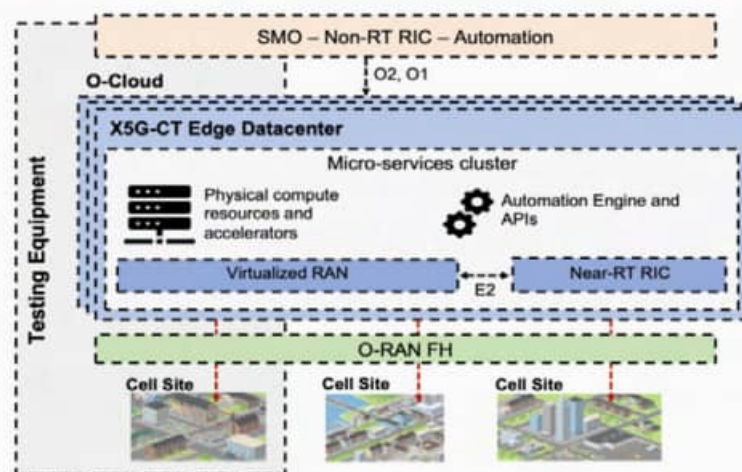 SMO – Non-RT RIC – Automation
O2, O1
O-Cloud
X5G-CT Edge Datacenter
Micro-services cluster
Physical compute
resources and
accelerators
Automation Engine and
APIs
Virtualized RAN
E2
Near-RT RIC
Testing Equipment
O-RAN FH
Cell Site
Cell Site
Cell Site